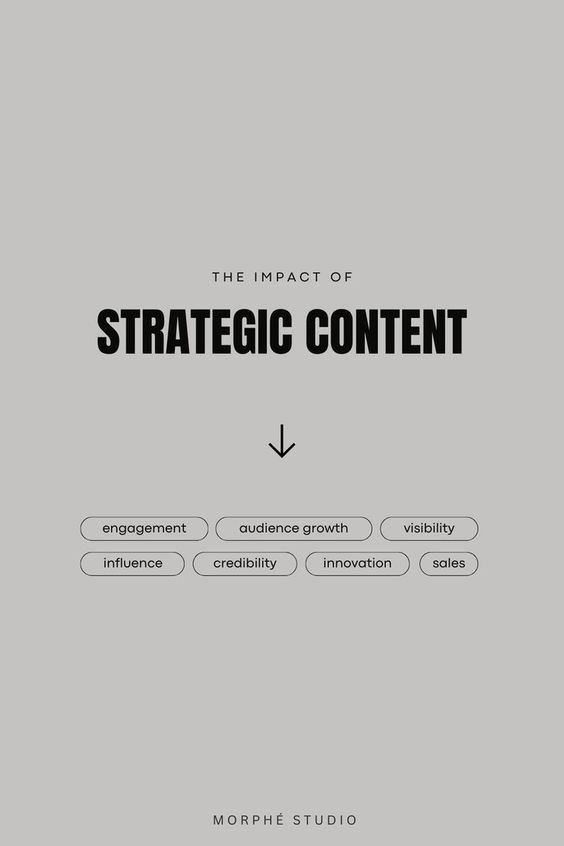 THE IMPACT OF
STRATEGIC CONTENT
engagement audience growth visibility
influence credibility innovation sales
MORPHÉ STUDIO